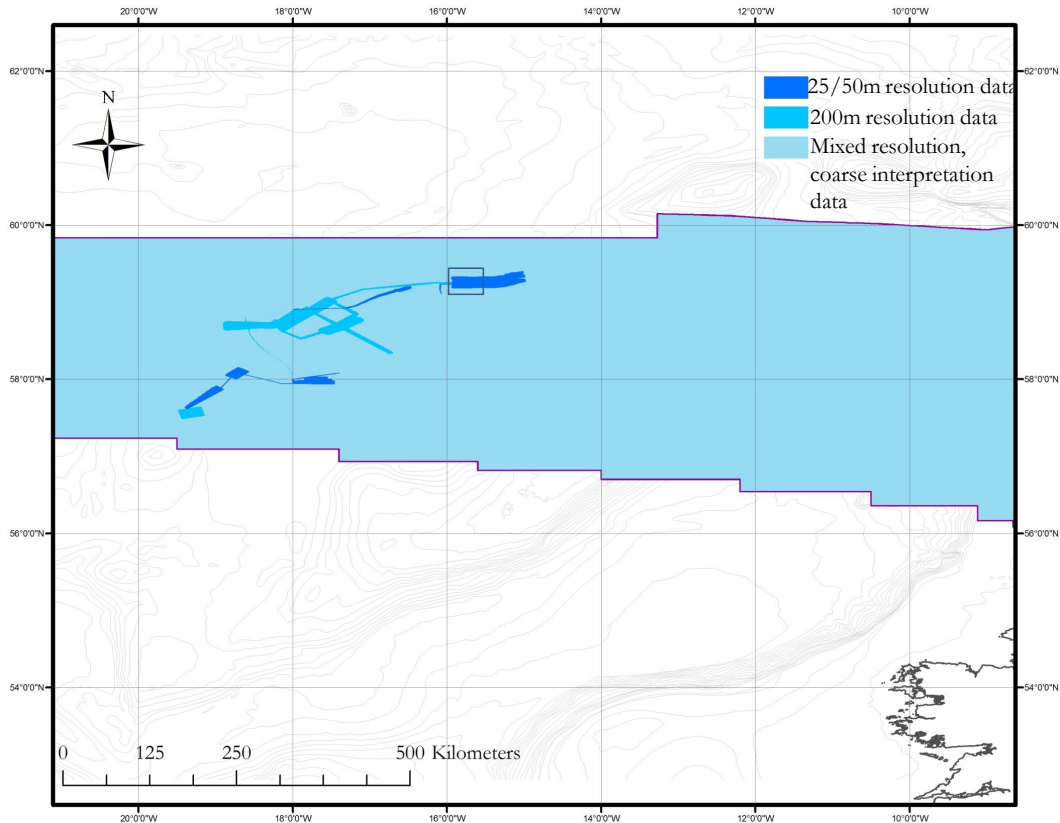 20°0'0"W 18°0'0"W 16°0'0"W 14°0'0"W 12°0'0"W 10°0'0"W
62°0'0"N 62°0'0"N
N
25/50m resolution data
200m resolution data
Mixed resolution,
coarse interpretation
data
60°0'0"N 60°0'0"N
58°0'0"N 58°0'0"N
56°0'0"N 56°0'0"N
54°0'0"N 54°0'0"N
0 125 250 500 Kilometers
20°0'0"W 18°0'0"W 16°0'0"W 14°0'0"W 12°0'0"W 10°0'0"W